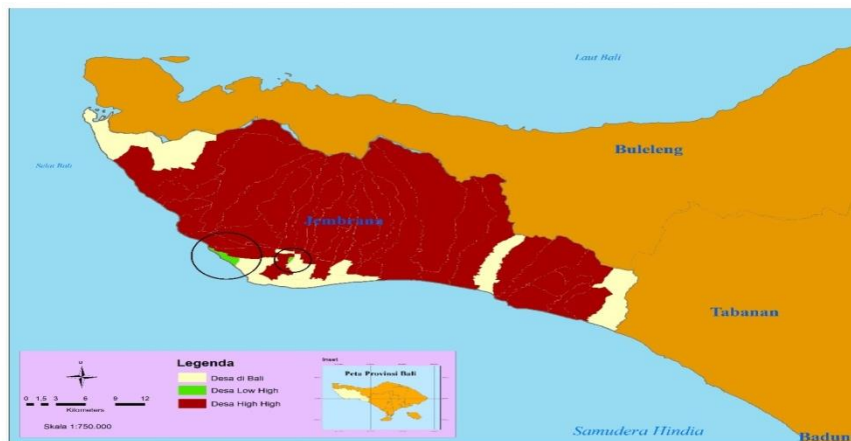 Laut Bali
Buleleng
Selat Bali
Jembrana
Tabanan
Samudera Hindia
Badun
U
0 1.5 3 6 9 12
Kilometers
Skala 1:750.000
Legenda
Desa di Bali
Desa Low High
Desa High High
Inset
Peta Provinsi Bali